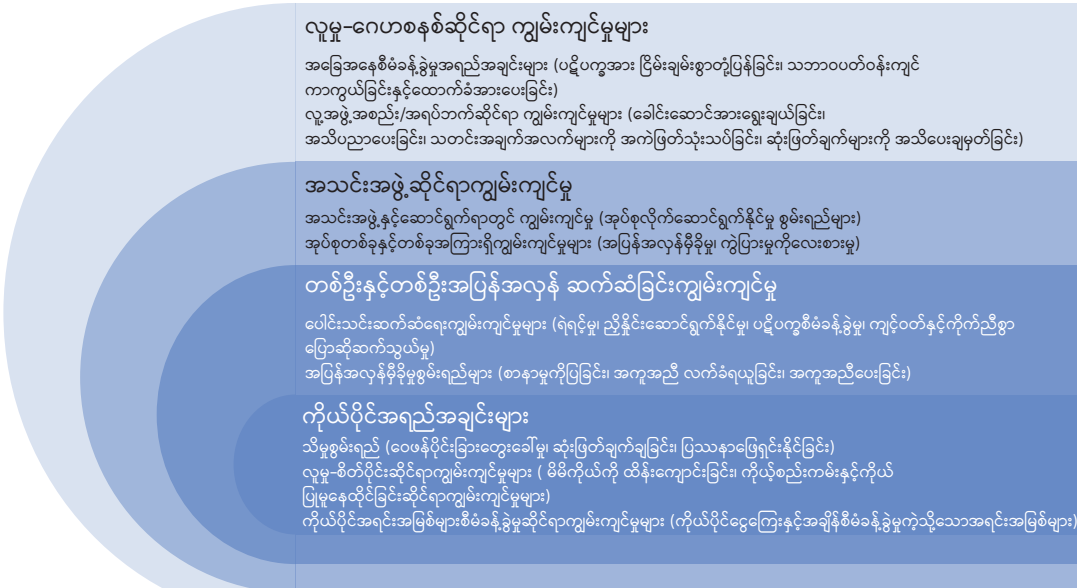 လူမှု-ဂေဟစနစ်ဆိုင်ရာ ကျွမ်းကျင်မှုများ
အခြေအနေစီမံခန့်ခွဲမှုအရည်အချင်းများ (ပဋိပက္ခအား ငြိမ်းချမ်းစွာတုံ့ပြန်ခြင်း၊ သဘာဝပတ်ဝန်းကျင်
ကာကွယ်ခြင်းနှင့်ထောက်ခံအားပေးခြင်း)
လူ့အဖွဲ့အစည်း/အရပ်ဘက်ဆိုင်ရာ ကျွမ်းကျင်မှုများ (ခေါင်းဆောင်အားရွေးချယ်ခြင်း၊
အသိပညာပေးခြင်း၊ သတင်းအချက်အလက်များကို အကဲဖြတ်သုံးသပ်ခြင်း၊ ဆုံးဖြတ်ချက်များကို အသိပေးချမှတ်ခြင်း)
အသင်းအဖွဲ့ဆိုင်ရာကျွမ်းကျင်မှု
အသင်းအဖွဲ့နှင့်ဆောင်ရွက်ရာတွင် ကျွမ်းကျင်မှု (အုပ်စုလိုက်ဆောင်ရွက်နိုင်မှု စွမ်းရည်များ)
အုပ်စုတစ်ခုနှင့်တစ်ခုအကြားရှိကျွမ်းကျင်မှုများ (အပြန်အလှန်မှီခိုမှု၊ ကွဲပြားမှုကိုလေးစားမှု)
တစ်ဦးနှင့်တစ်ဦးအပြန်အလှန် ဆက်ဆံခြင်းကျွမ်းကျင်မှု
ပေါင်းသင်းဆက်ဆံရေးကျွမ်းကျင်မှုများ (ရဲရင့်မှု၊ ညှိနှိုင်းဆောင်ရွက်နိုင်မှု၊ ပဋိပက္ခစီမံခန့်ခွဲမှု၊ ကျင့်ဝတ်နှင့်ကိုက်ညီစွာ
ပြောဆိုဆက်သွယ်မှု)
အပြန်အလှန်မှီခိုမှုစွမ်းရည်များ (စာနာမှုကိုပြခြင်း၊ အကူအညီ လက်ခံရယူခြင်း၊ အကူအညီပေးခြင်း)
ကိုယ်ပိုင်အရည်အချင်းများ
သိမှုစွမ်းရည် (ဝေဖန်ပိုင်းခြားတွေးခေါ်မှု၊ ဆုံးဖြတ်ချက်ချခြင်း၊ ပြဿနာဖြေရှင်းနိုင်ခြင်း)
လူမှု-စိတ်ပိုင်းဆိုင်ရာကျွမ်းကျင်မှုများ ( မိမိကိုယ်ကို ထိန်းကျောင်းခြင်း၊ ကိုယ့်စည်းကမ်းနှင့်ကိုယ်
ပြုမူနေထိုင်ခြင်းဆိုင်ရာကျွမ်းကျင်မှုများ)
ကိုယ်ပိုင်အရင်းအမြစ်များစီမံခန့်ခွဲမှုဆိုင်ရာကျွမ်းကျင်မှုများ (ကိုယ်ပိုင်ငွေကြေးနှင့်အချိန်စီမံခန့်ခွဲမှုကဲ့သို့သောအရင်းအမြစ်များ)